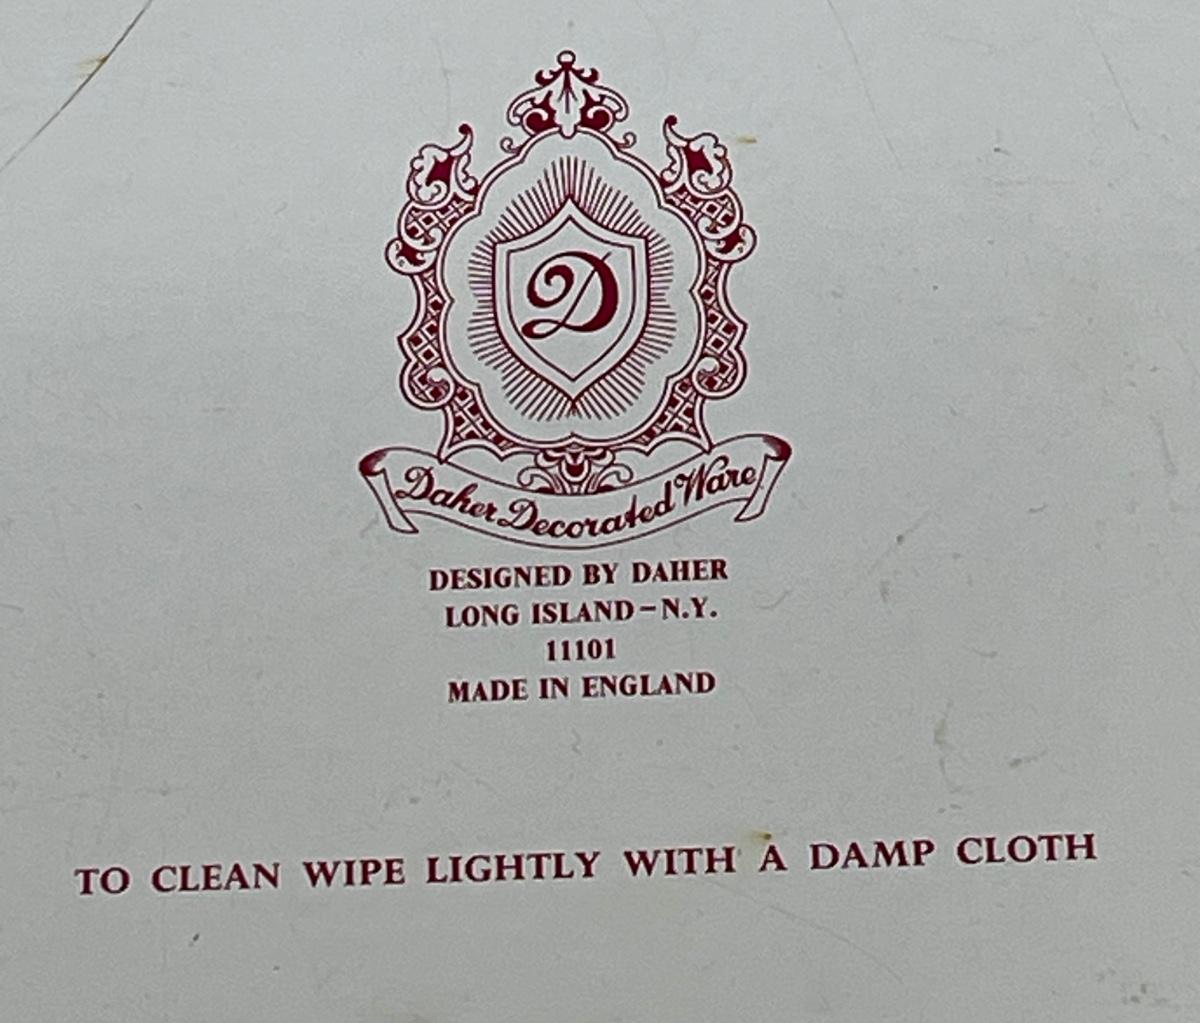 D
Daher Decorated Ware
DESIGNED BY DAHER
LONG ISLAND-N.Y.
11101
MADE IN ENGLAND
TO CLEAN WIPE LIGHTLY WITH A DAMP CLOTH